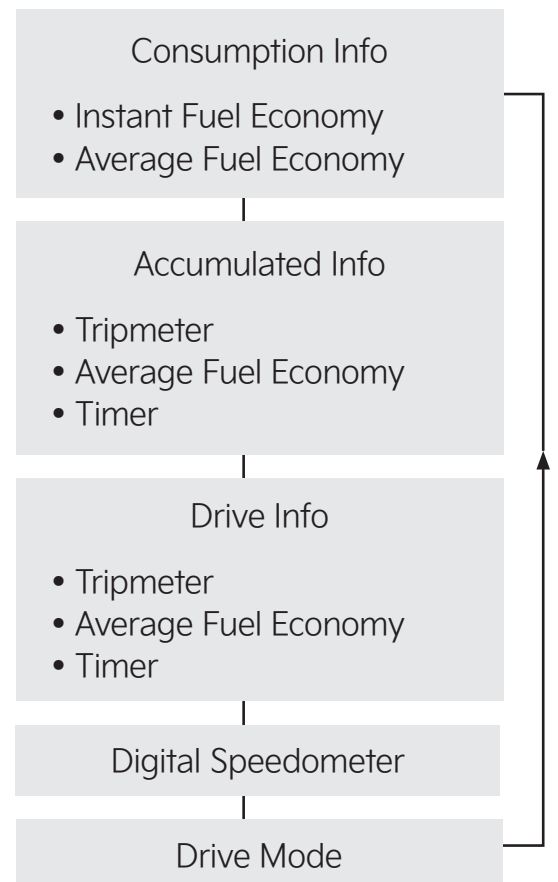 Consumption Info
• Instant Fuel Economy
• Average Fuel Economy
Accumulated Info
• Tripmeter
• Average Fuel Economy
• Timer
Drive Info
• Tripmeter
• Average Fuel Economy
• Timer
Digital Speedometer
Drive Mode